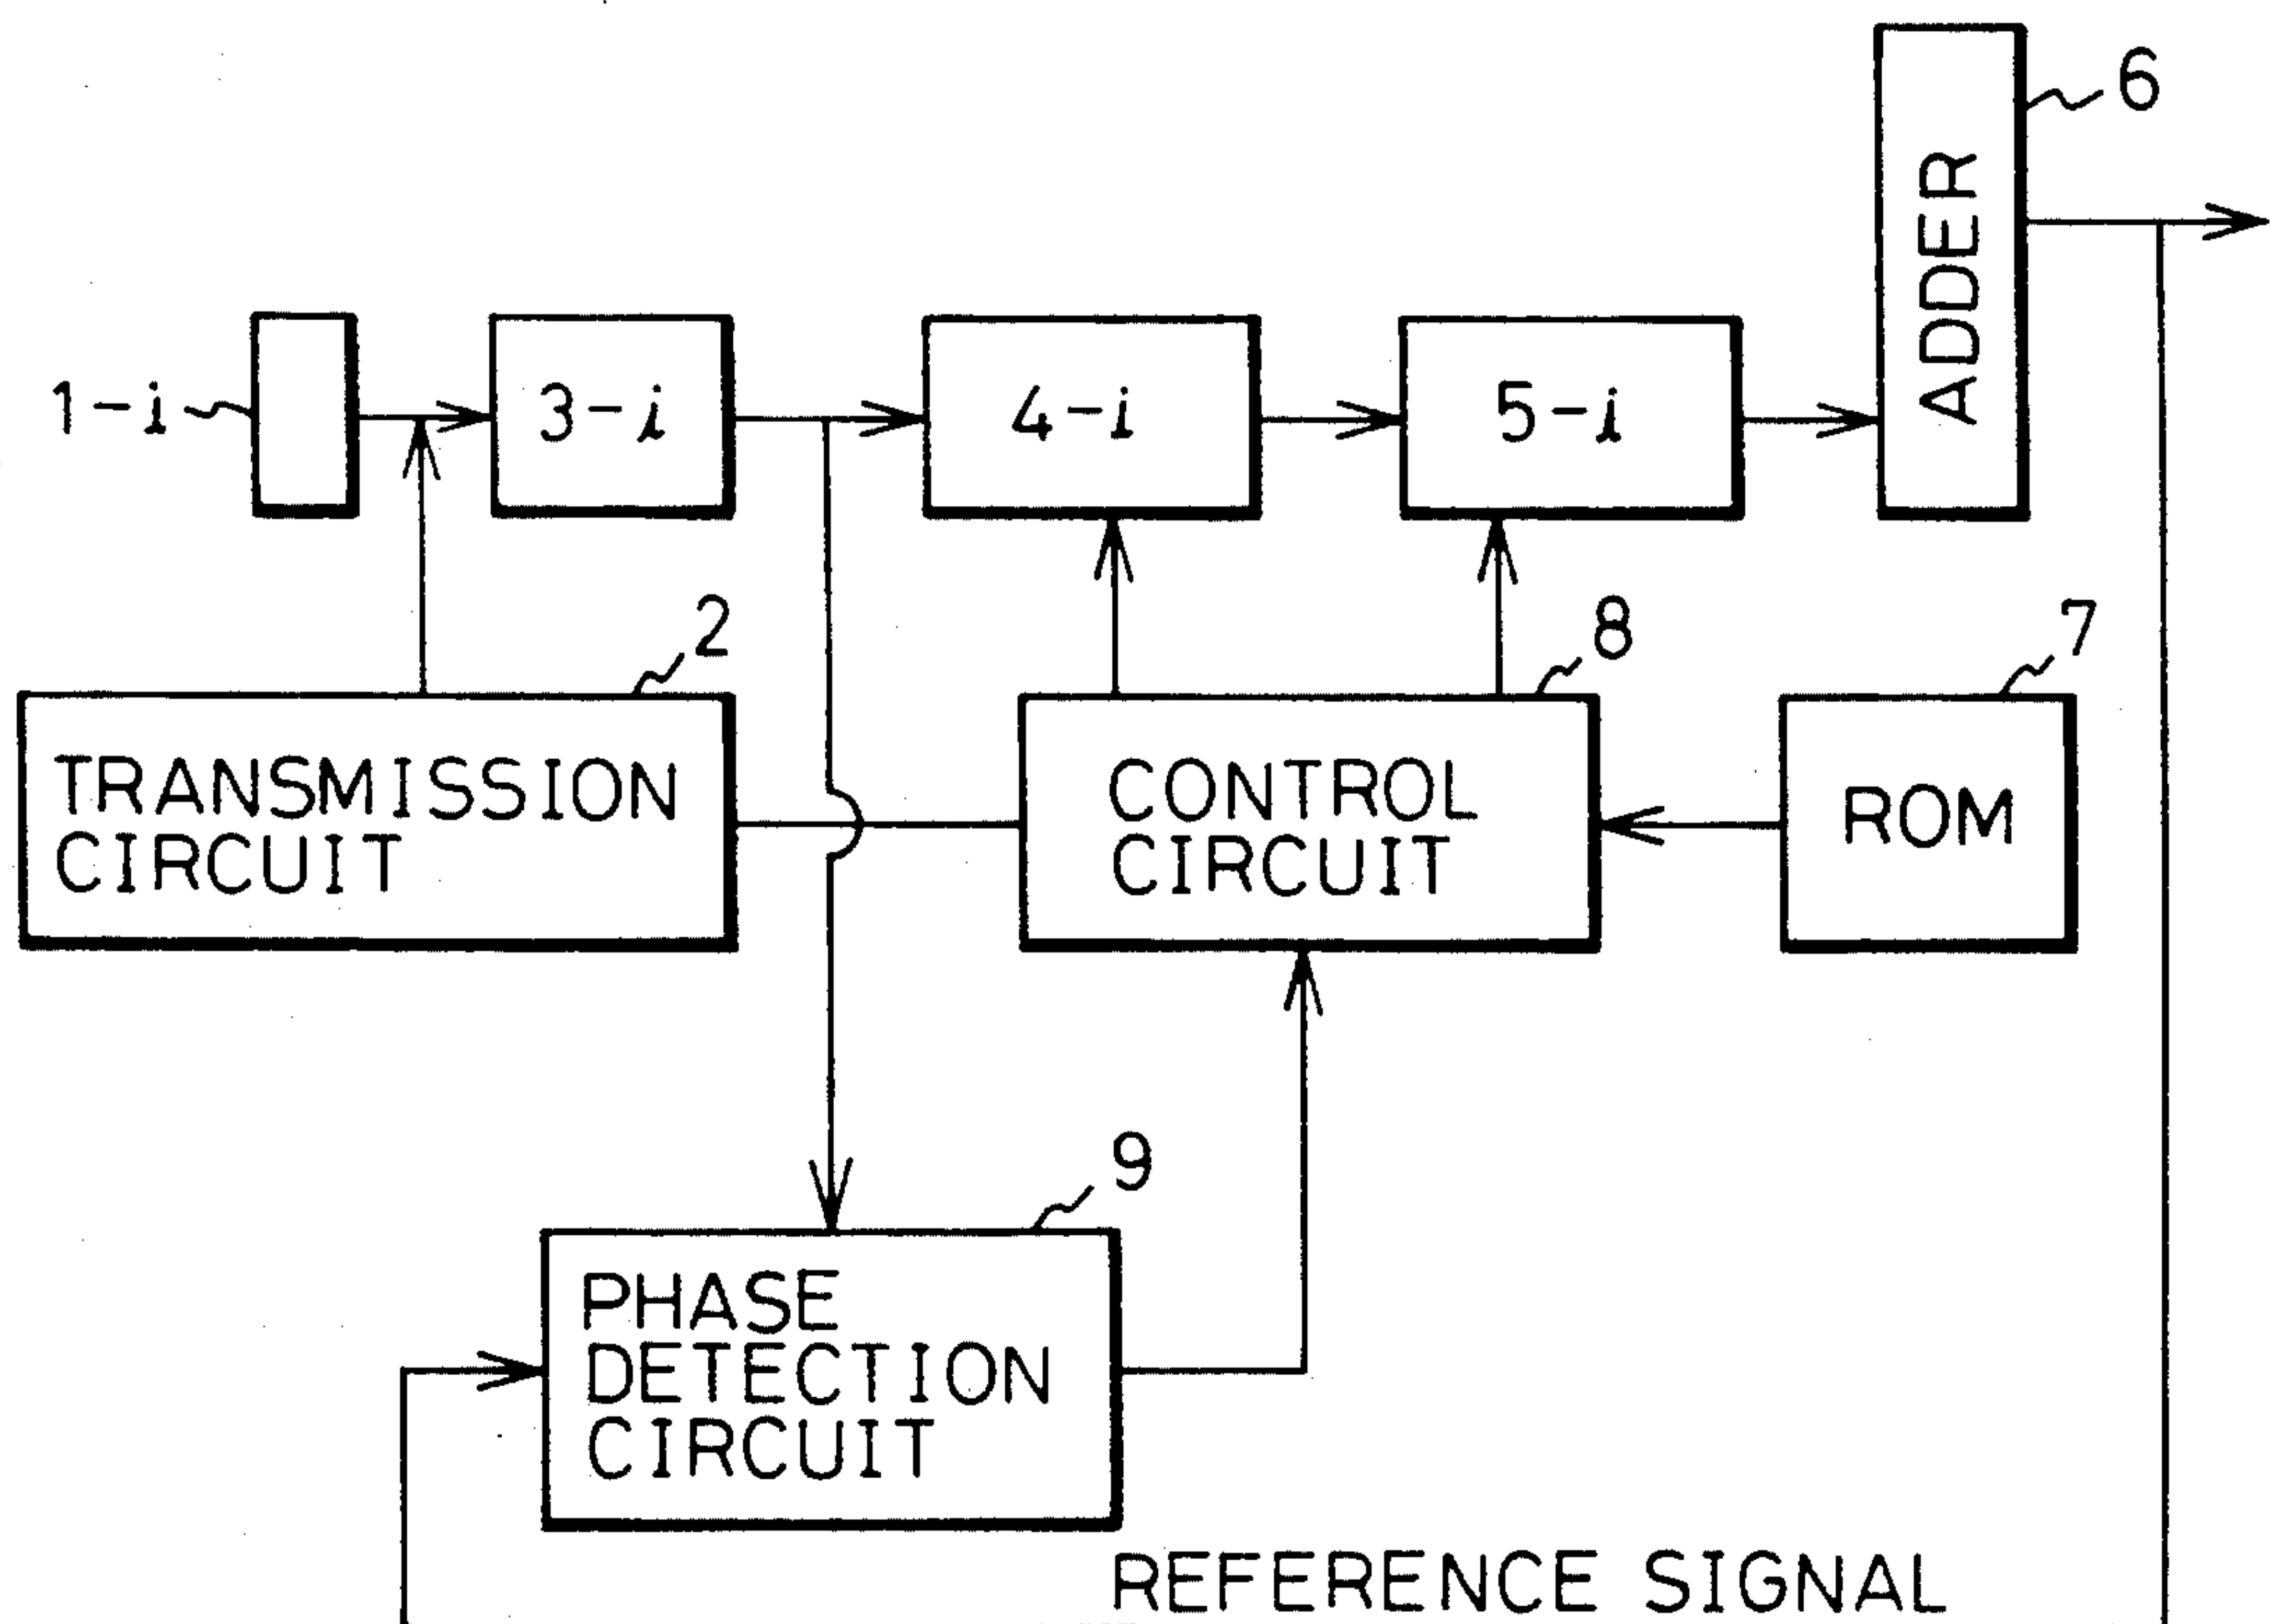 6
ADDER
1-i
3-i
4-i
5-i
2
8
7
TRANSMISSION
CIRCUIT
CONTROL
CIRCUIT
ROM
9
PHASE
DETECTION
CIRCUIT
REFERENCE SIGNAL